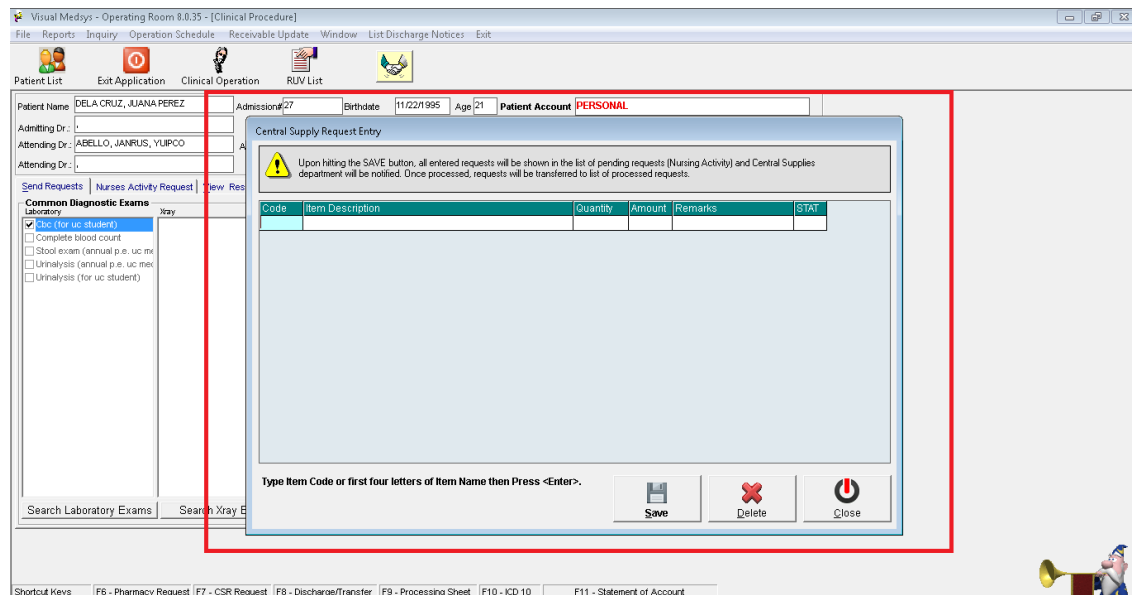 Visual Medsys - Operating Room 8.0.35 - [Clinical Procedure]
File Reports Inquiry Operation Schedule Receivable Update Window List Discharge Notices Exit
Patient List Exit Application Clinical Operation RUV List
Patient Name DELA CRUZ, JUANA PEREZ Admission# 27 Birthdate 11/22/1995 Age 21 Patient Account PERSONAL
Admitting Dr.: ,
Attending Dr.: ABELLO, JANRUS, YUIPCO A
Attending Dr.: ,
Send Requests Nurses Activity Request View Res
Common Diagnostic Exams
Laboratory Xray
Cbc (for uc student)
Complete blood count
Stool exam (annual p.e. uc me
Urinalysis (annual p.e. uc mec
Urinalysis (for uc student)
Search Laboratory Exams Search Xray E
Central Supply Request Entry
Upon hitting the SAVE button, all entered requests will be shown in the list of pending requests (Nursing Activity) and Central Supplies
department will be notified. Once processed, requests will be transferred to list of processed requests.
Code Item Description Quantity Amount Remarks STAT
Type Item Code or first four letters of Item Name then Press <Enter>.
Save Delete Close
Shortcut Keys F6 - Pharmacy Request F7 - CSR Request F8 - Discharge/Transfer F9 - Processing Sheet F10 - ICD 10 F11 - Statement of Account